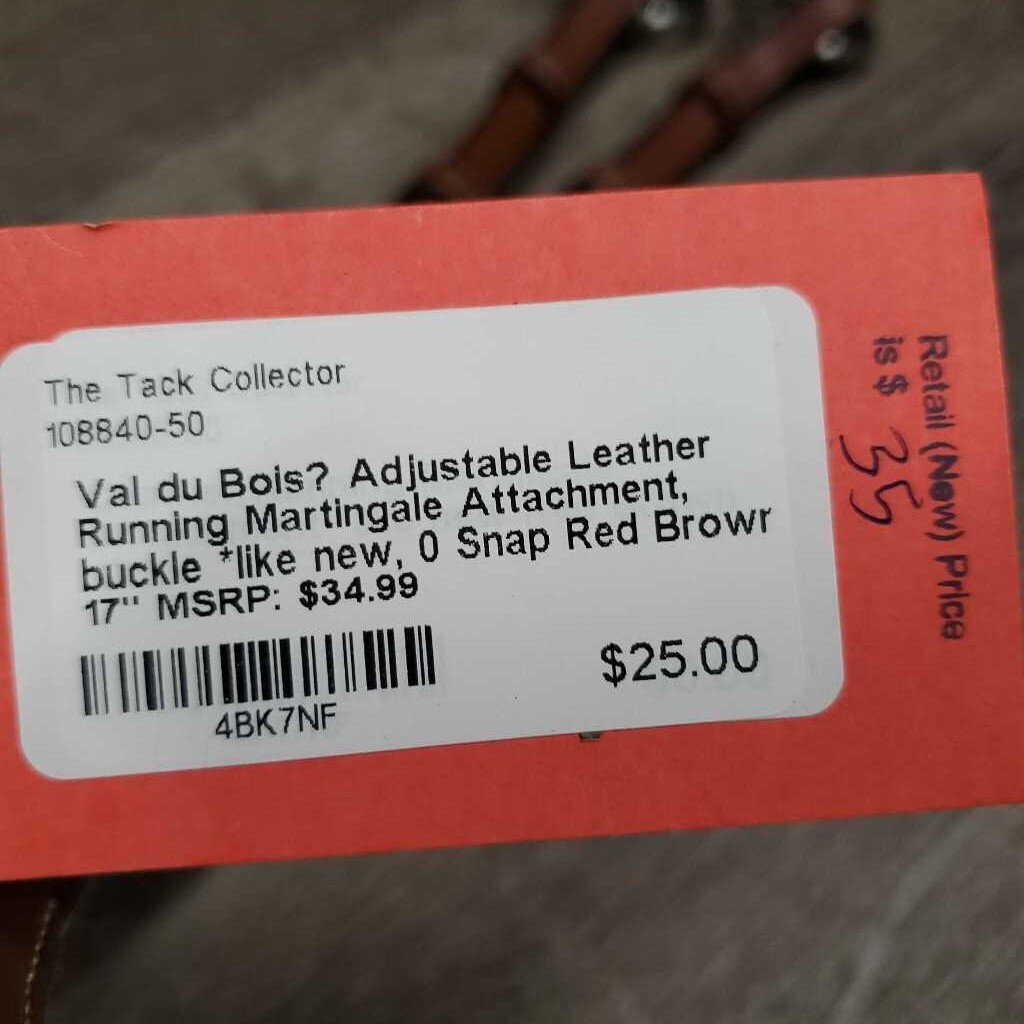 The Tack Collector
108840-50
Val du Bois? Adjustable Leather
Running Martingale Attachment,
buckle *like new, 0 Snap Red Browr
17" MSRP: $34.99
$25.00
4BK7NF
Retail (New) Price
is $ 35